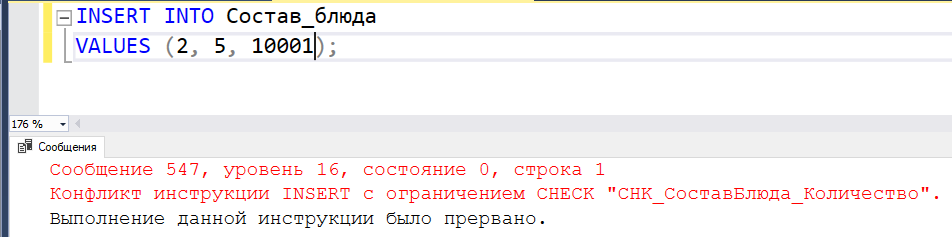 INSERT INTO Состав_блюда
VALUES (2, 5, 10001);
176 %
Сообщения
Сообщение 547, уровень 16, состояние 0, строка 1
Конфликт инструкции INSERT с ограничением CHECK "CHK_СоставБлюда_Количество".
Выполнение данной инструкции было прервано.